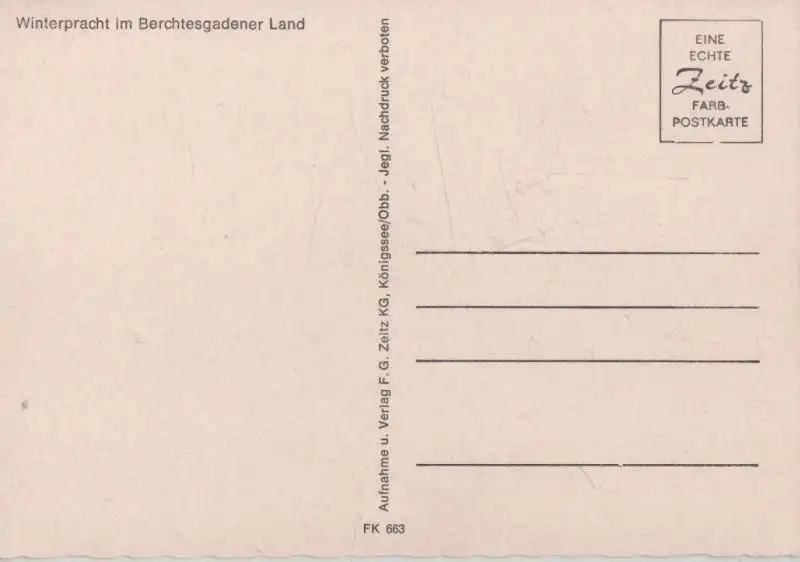 Winterpracht im Berchtesgadener Land
EINE
ECHTE
Zeitz
FARB-
POSTKARTE
Aufnahme u. Verlag F. G. Zeitz KG, Königssee/Obb. - Jegl. Nachdruck verboten
FK 663